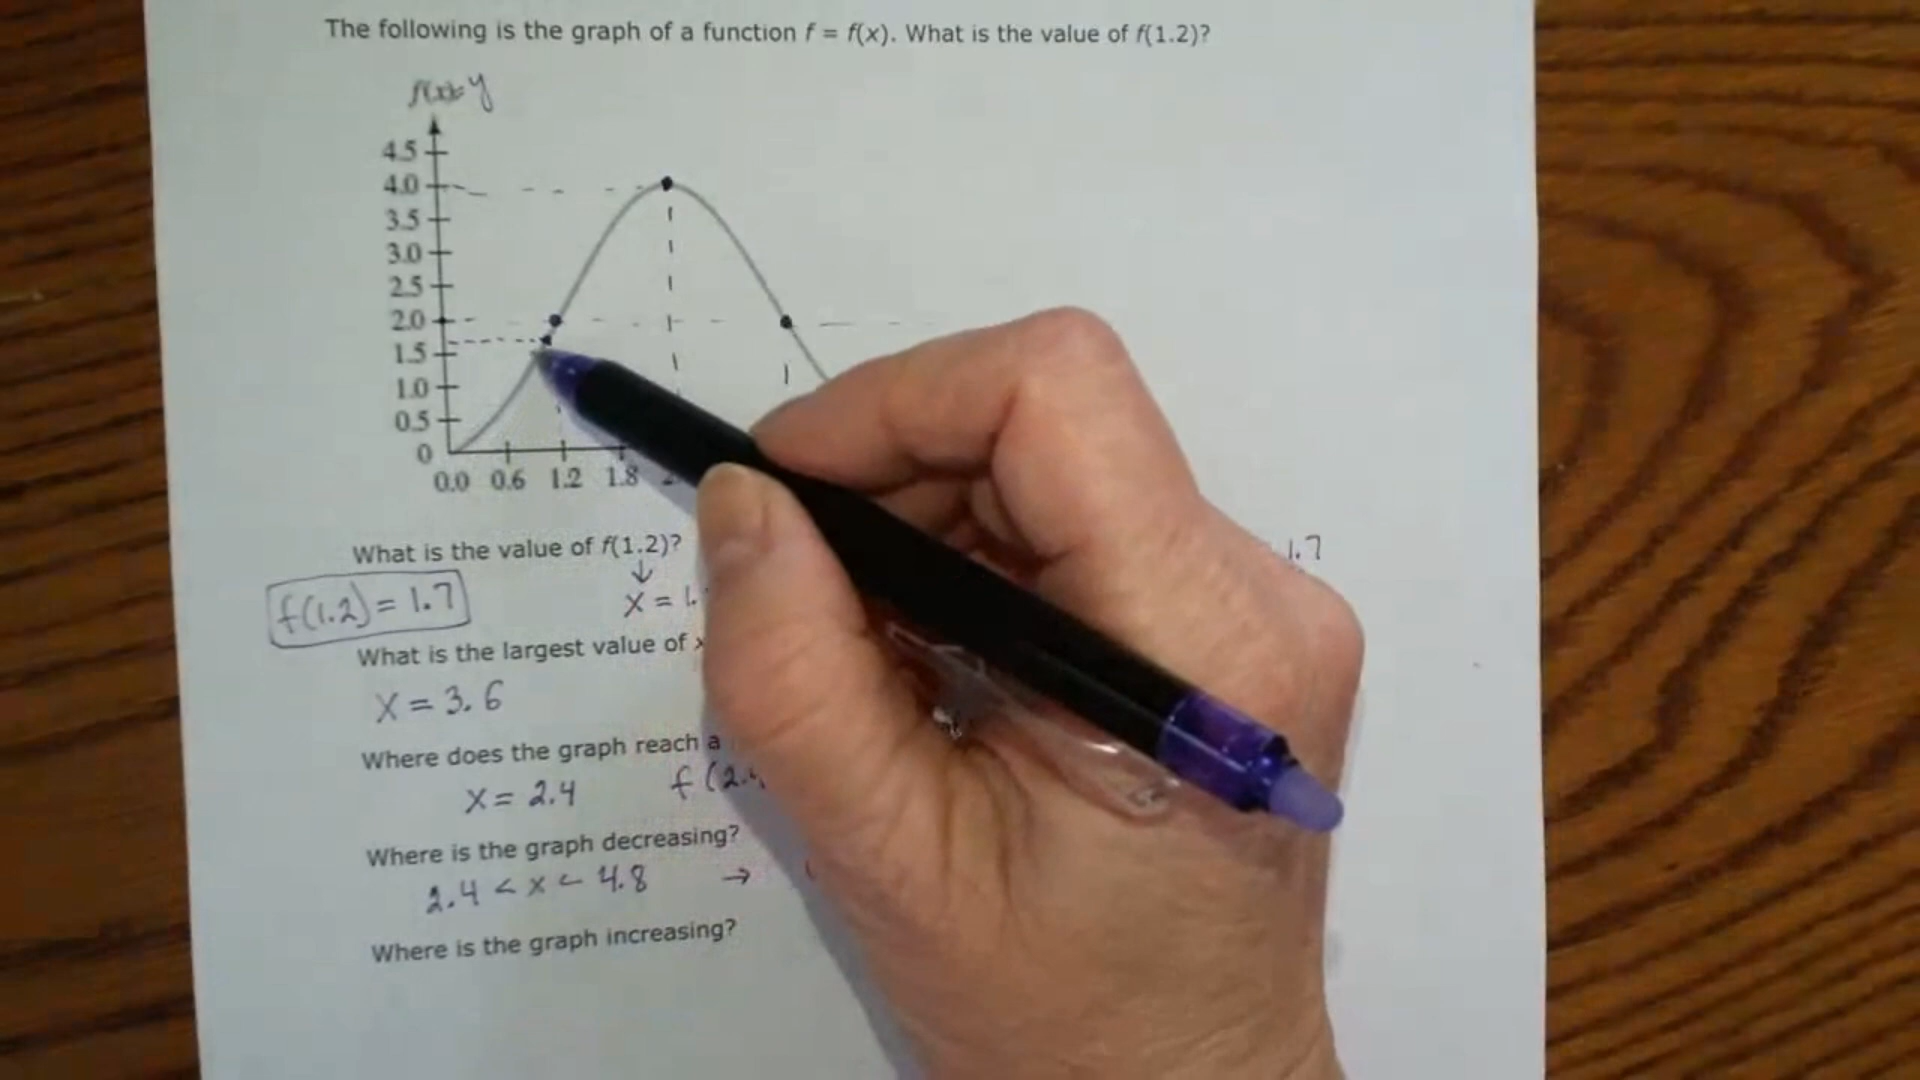 The following is the graph of a function f = f(x). What is the value of f(1.2)?
f(x)= y
4.5
4.0
3.5
3.0
2.5
2.0
1.5
1.0
0.5
0
0.0 0.6 1.2 1.8
What is the value of f(1.2)?
1.7
f(1.2) = 1.7
↓
x = 1.
What is the largest value of
x = 3.6
Where does the graph reach a
x = 2.4 f(2.4
Where is the graph decreasing?
2.4 < x < 4.8 →
Where is the graph increasing?